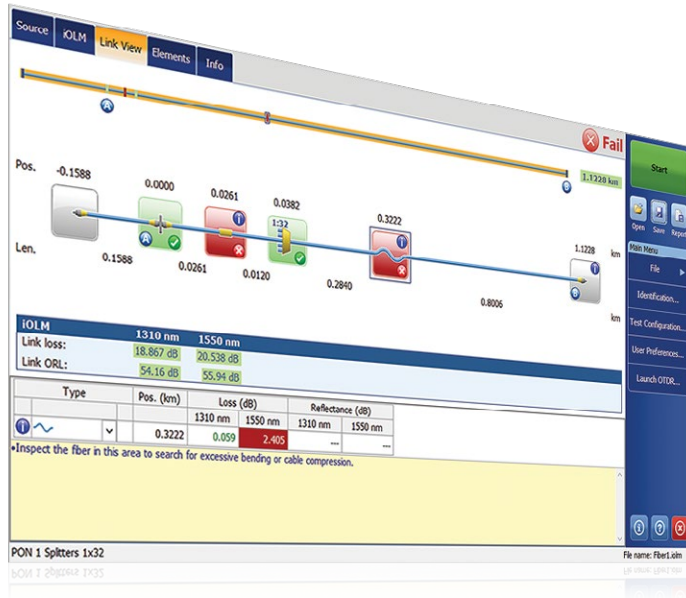 Source iOLM Link View Elements Info
Fail
1.1228 km
A
B
Start
Open Save Report
Main Menu
File
Identification...
Test Configuration...
User Preferences...
Launch OTDR...
Pos. -0.1588 0.0000 0.0261 0.0382 0.3222 1.1228 km
1:32
A
B
Len. 0.1588 0.0261 0.0120 0.2840 0.8006 km
iOLM 1310 nm 1550 nm
Link loss: 18.867 dB 20.538 dB
Link ORL: 54.16 dB 55.94 dB
Type Pos. (km) Loss (dB) Reflectance (dB)
1310 nm 1550 nm 1310 nm 1550 nm
0.3222 0.059 2.405 --- ---
•Inspect the fiber in this area to search for excessive bending or cable compression.
PON 1 Splitters 1x32
File name: Fiber1.iolm